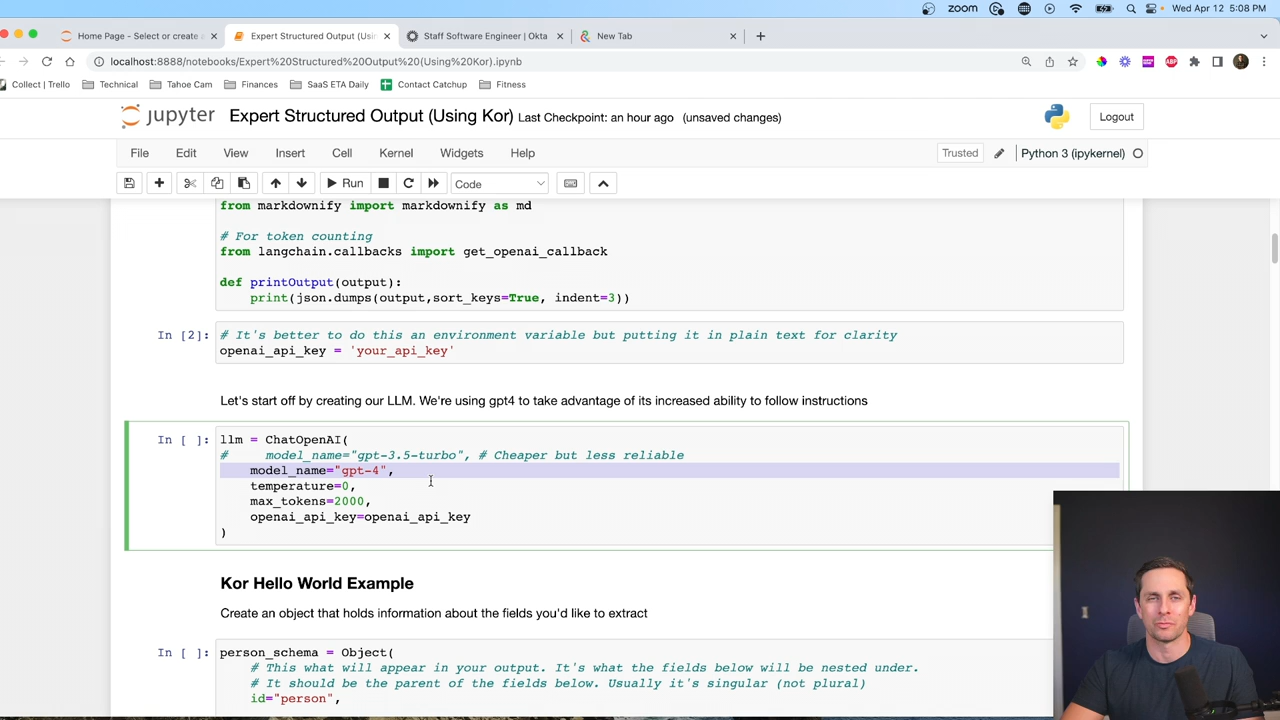 zoom Wed Apr 12 5:08 PM
Home Page - Select or create a
Expert Structured Output (Usin
Staff Software Engineer | Okta
New Tab
localhost:8888/notebooks/Expert%20Structured%20Output%20(Using%20Kor).ipynb
Collect | Trello Technical Tahoe Cam Finances SaaS ETA Daily Contact Catchup Fitness
jupyter Expert Structured Output (Using Kor) Last Checkpoint: an hour ago (unsaved changes)
Logout
File Edit View Insert Cell Kernel Widgets Help
Trusted Python 3 (ipykernel)
Run Code
from markdownify import markdownify as md
# For token counting
from langchain.callbacks import get_openai_callback
def printOutput(output):
print(json.dumps(output,sort_keys=True, indent=3))
In [2]: # It's better to do this an environment variable but putting it in plain text for clarity
openai_api_key = 'your_api_key'
Let's start off by creating our LLM. We're using gpt4 to take advantage of its increased ability to follow instructions
In [ ]: llm = ChatOpenAI(
# model_name="gpt-3.5-turbo", # Cheaper but less reliable
model_name="gpt-4",
temperature=0,
max_tokens=2000,
openai_api_key=openai_api_key
)
Kor Hello World Example
Create an object that holds information about the fields you'd like to extract
In [ ]: person_schema = Object(
# This what will appear in your output. It's what the fields below will be nested under.
# It should be the parent of the fields below. Usually it's singular (not plural)
id="person",